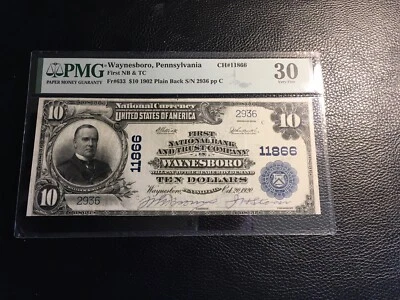 PMG
PAPER MONEY GUARANTY
Waynesboro, Pennsylvania CH#11866
First NB & TC
Fr#633 $10 1902 Plain Back S/N 2936 pp C
30
National Currency
UNITED STATES OF AMERICA
10
10
2936
FIRST
NATIONAL BANK
AND TRUST COMPANY
OF
WAYNESBORO
11866
11866
TEN DOLLARS
2936
Waynesboro
10